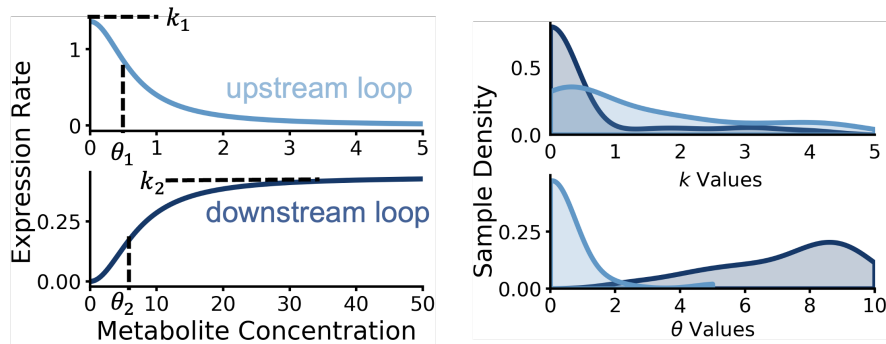 Expression Rate
k₁
1
0
upstream loop
0 1 2 3 4 5
θ₁
k₂
0.25
0.00
downstream loop
0 10 20 30 40 50
θ₂
Metabolite Concentration
Sample Density
0.5
0.0
0 1 2 3 4 5
k Values
0.25
0.00
0 2 4 6 8 10
θ Values